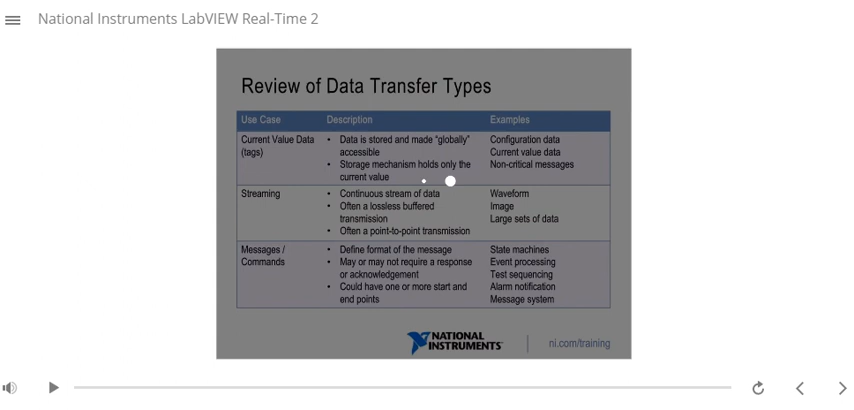 National Instruments LabVIEW Real-Time 2
Review of Data Transfer Types
Use Case Description Examples
Current Value Data (tags)
• Data is stored and made “globally” accessible
• Storage mechanism holds only the current value
Configuration data
Current value data
Non-critical messages
Streaming
• Continuous stream of data
• Often a lossless buffered transmission
• Often a point-to-point transmission
Waveform
Image
Large sets of data
Messages / Commands
• Define format of the message
• May or may not require a response or acknowledgement
• Could have one or more start and end points
State machines
Event processing
Test sequencing
Alarm notification
Message system
NATIONAL INSTRUMENTS
ni.com/training